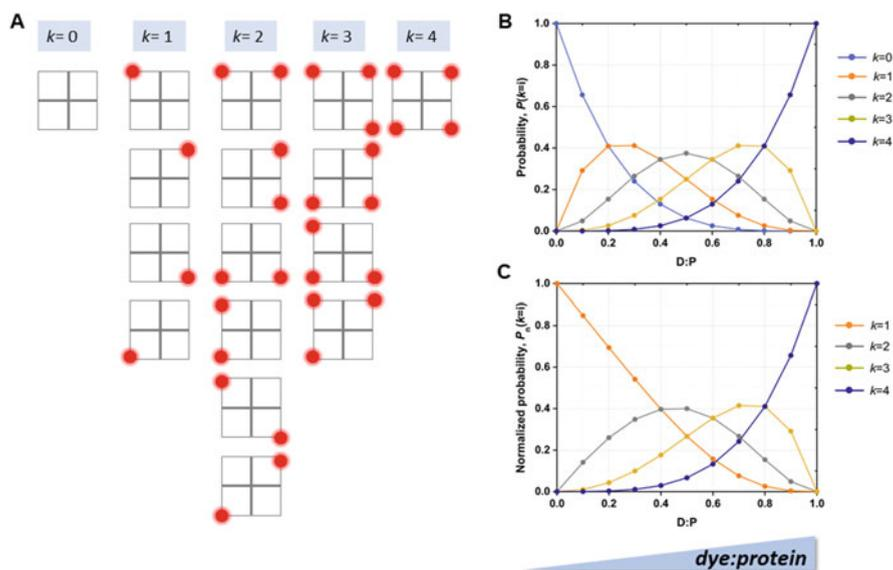 A
k= 0
k= 1
k= 2
k= 3
k= 4
B
Probability, P(k=i)
1.0
0.8
0.6
0.4
0.2
0.0
0.0 0.2 0.4 0.6 0.8 1.0
D:P
k=0
k=1
k=2
k=3
k=4
C
Normalized probability, Pn(k=i)
1.0
0.8
0.6
0.4
0.2
0.0
0.0 0.2 0.4 0.6 0.8 1.0
D:P
k=1
k=2
k=3
k=4
dye:protein